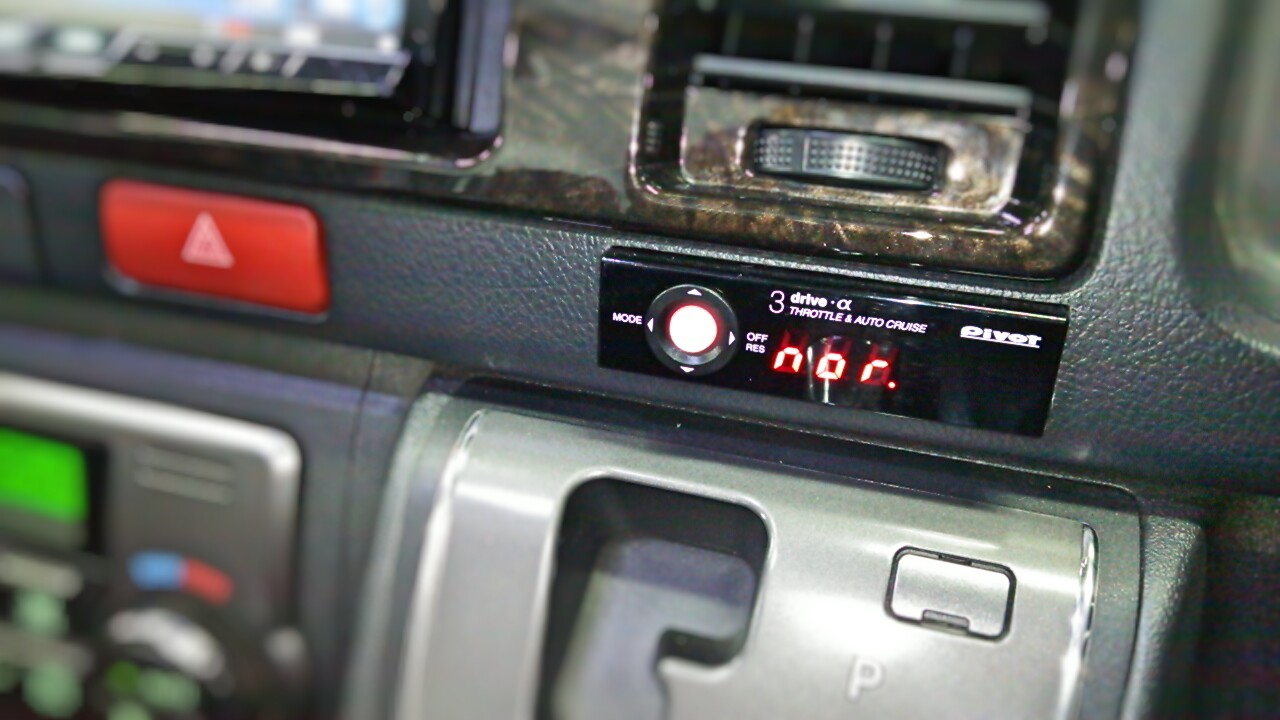 3 drive·α
THROTTLE & AUTO CRUISE
Pivot
MODE
OFF
RES
nor.
P